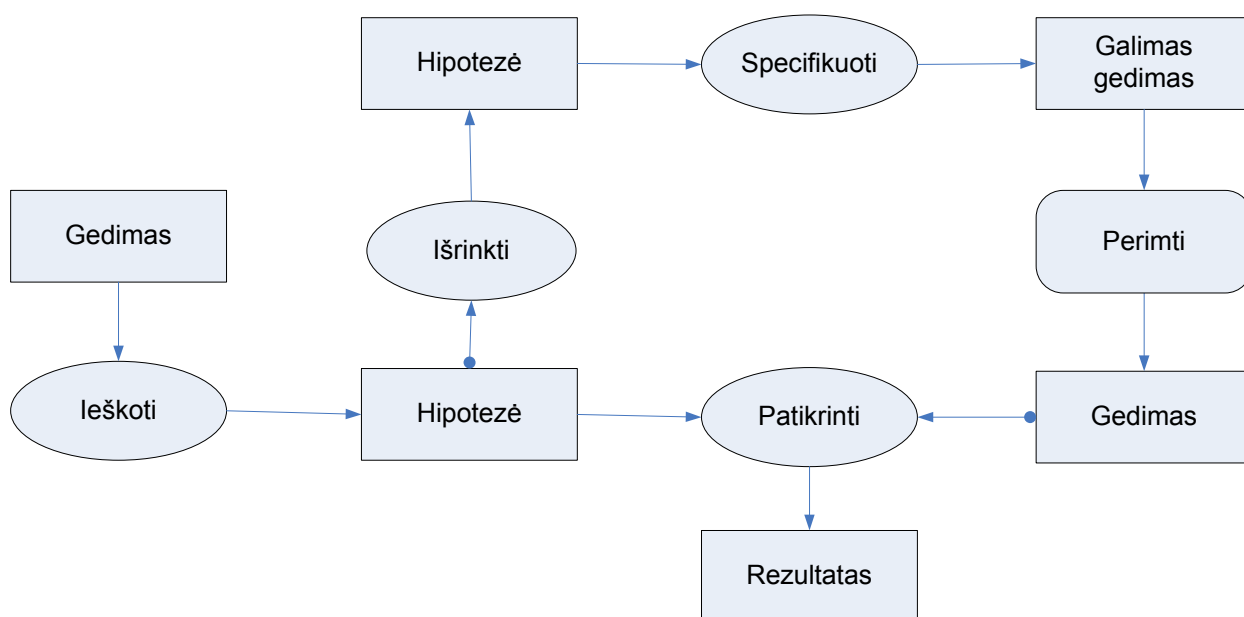 Hipotezė
Specifikuoti
Galimas
gedimas
Gedimas
Išrinkti
Perimti
Ieškoti
Hipotezė
Patikrinti
Gedimas
Rezultatas